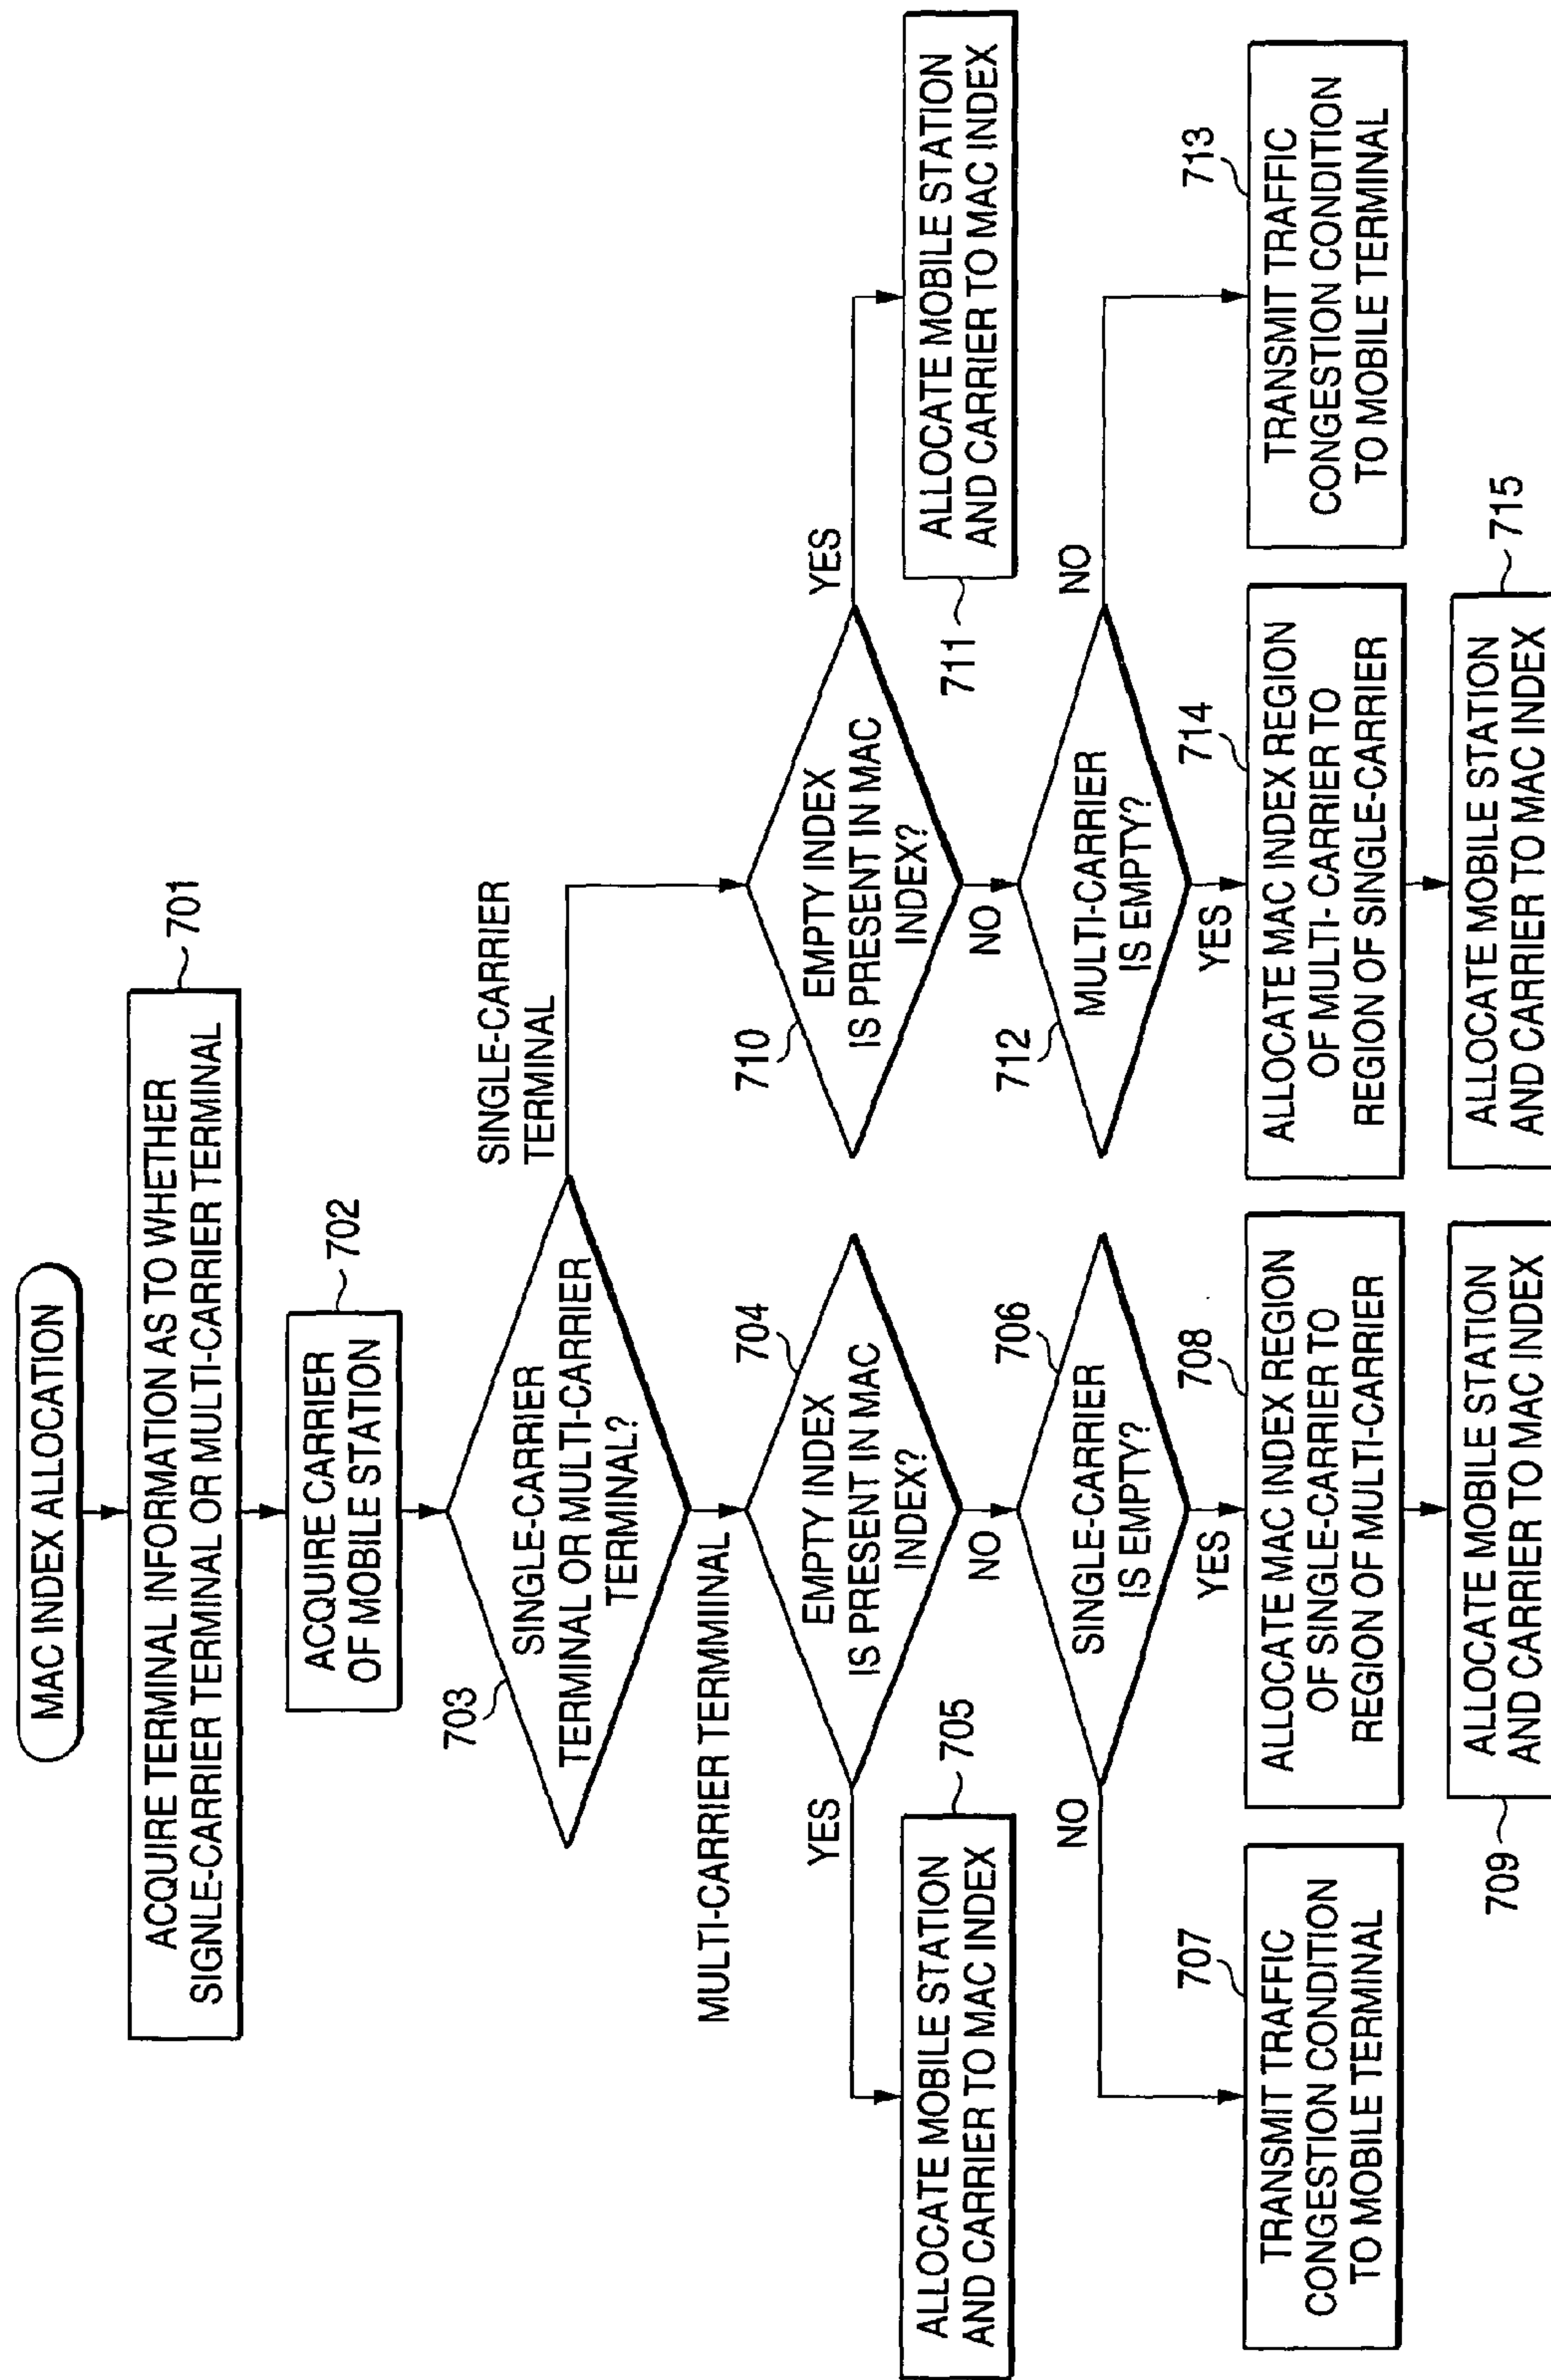 MAC INDEX ALLOCATION
701
ACQUIRE TERMINAL INFORMATION AS TO WHETHER
SIGNLE-CARRIER TERMINAL OR MULTI-CARRIER TERMINAL
702
ACQUIRE CARRIER
OF MOBILE STATION
703
SINGLE-CARRIER
TERMINAL OR MULTI-CARRIER
TERMINAL?
SINGLE-CARRIER
TERMINAL
MULTI-CARRIER TERMMIINAL
704
EMPTY INDEX
IS PRESENT IN MAC
INDEX?
YES
NO
705
ALLOCATE MOBILE STATION
AND CARRIER TO MAC INDEX
706
SINGLE-CARRIER
IS EMPTY?
NO
YES
707
TRANSMIT TRAFFIC
CONGESTION CONDITION
TO MOBILE TERMINAL
708
ALLOCATE MAC INDEX REGION
OF SINGLE-CARRIER TO
REGION OF MULTI-CARRIER
709
ALLOCATE MOBILE STATION
AND CARRIER TO MAC INDEX
710
EMPTY INDEX
IS PRESENT IN MAC
INDEX?
YES
NO
711
ALLOCATE MOBILE STATION
AND CARRIER TO MAC INDEX
712
MULTI-CARRIER
IS EMPTY?
NO
YES
713
TRANSMIT TRAFFIC
CONGESTION CONDITION
TO MOBILE TERMINAL
714
ALLOCATE MAC INDEX REGION
OF MULTI- CARRIER TO
REGION OF SINGLE-CARRIER
715
ALLOCATE MOBILE STATION
AND CARRIER TO MAC INDEX